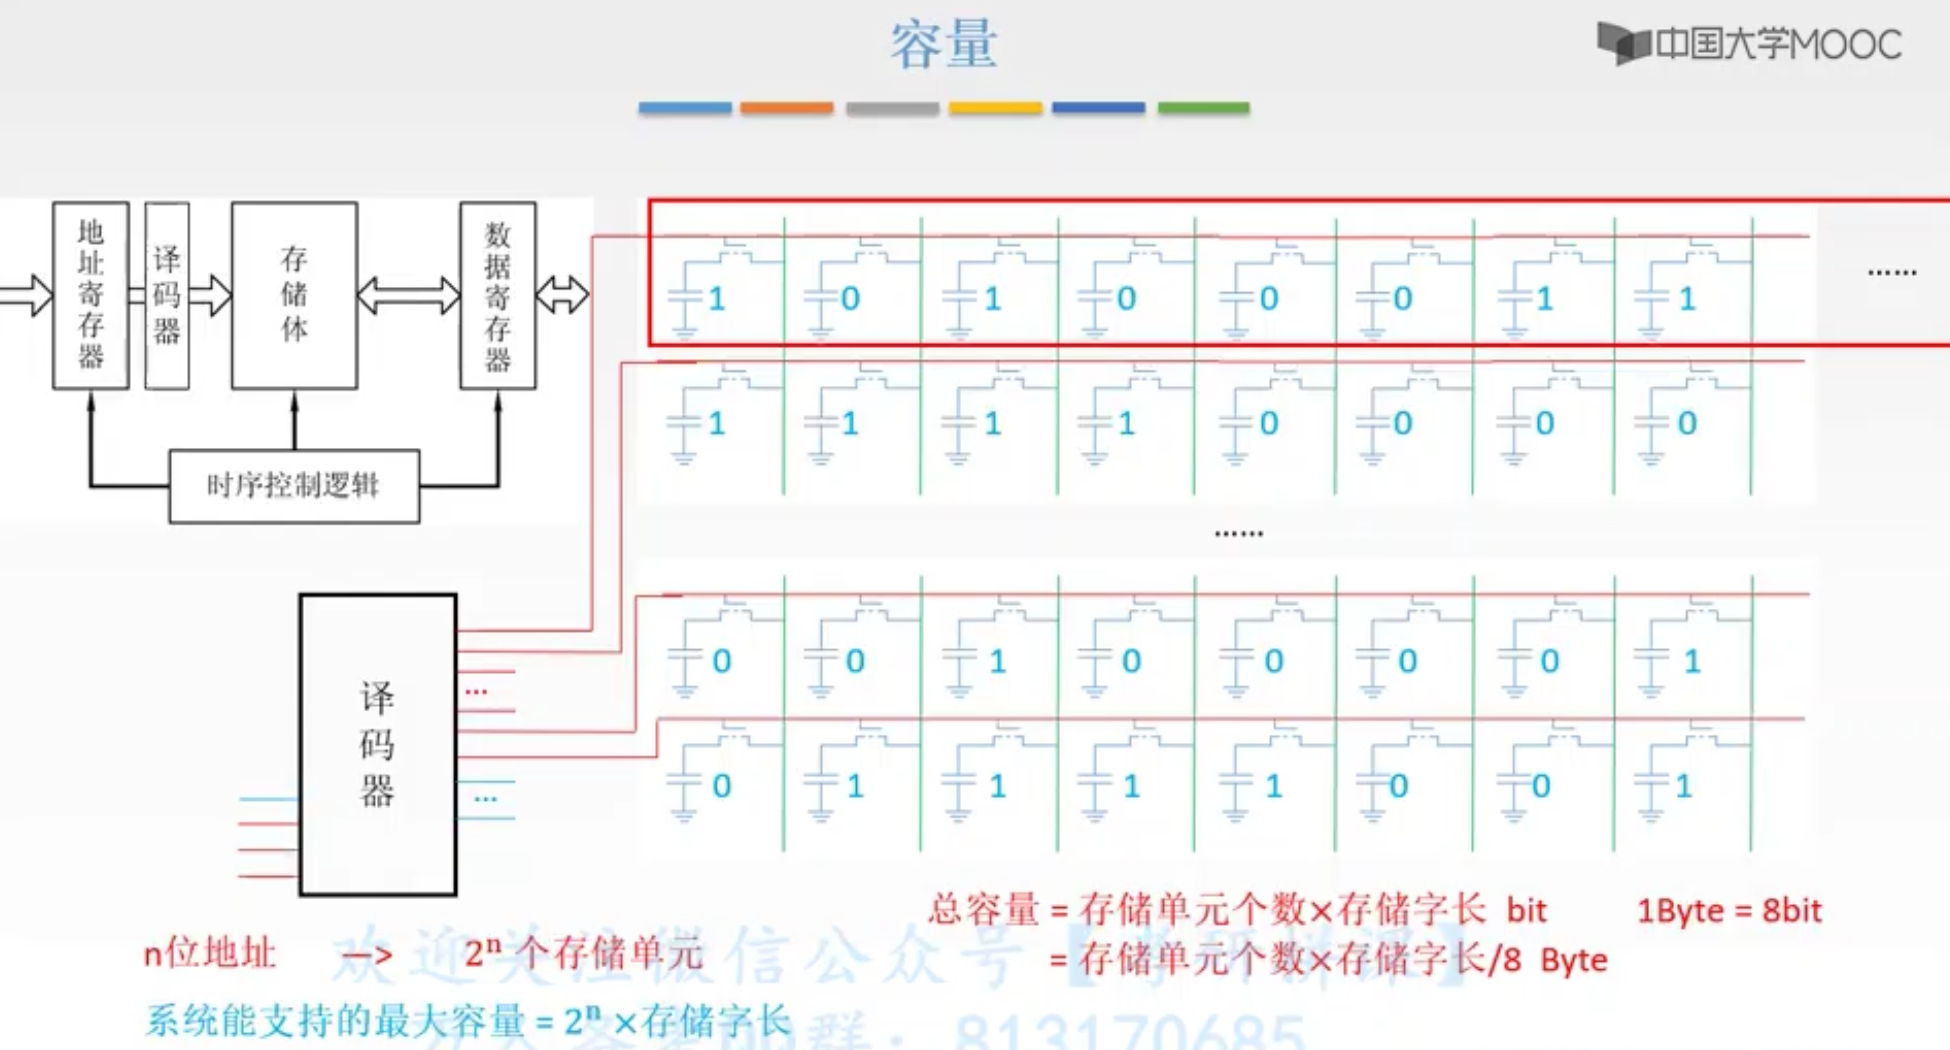 容量
中国大学MOOC
地址寄存器
译码器
存储体
数据寄存器
时序控制逻辑
1 0 1 0 0 0 1 1
......
1 1 1 1 0 0 0 0
......
0 0 1 0 0 0 0 1
0 1 1 1 1 0 0 1
译码器
...
...
总容量 = 存储单元个数×存储字长 bit 1Byte = 8bit
= 存储单元个数×存储字长/8 Byte
n位地址 —> 2ⁿ 个存储单元
欢迎关注微信公众号
系统能支持的最大容量 = 2ⁿ ×存储字长
群: 813170685